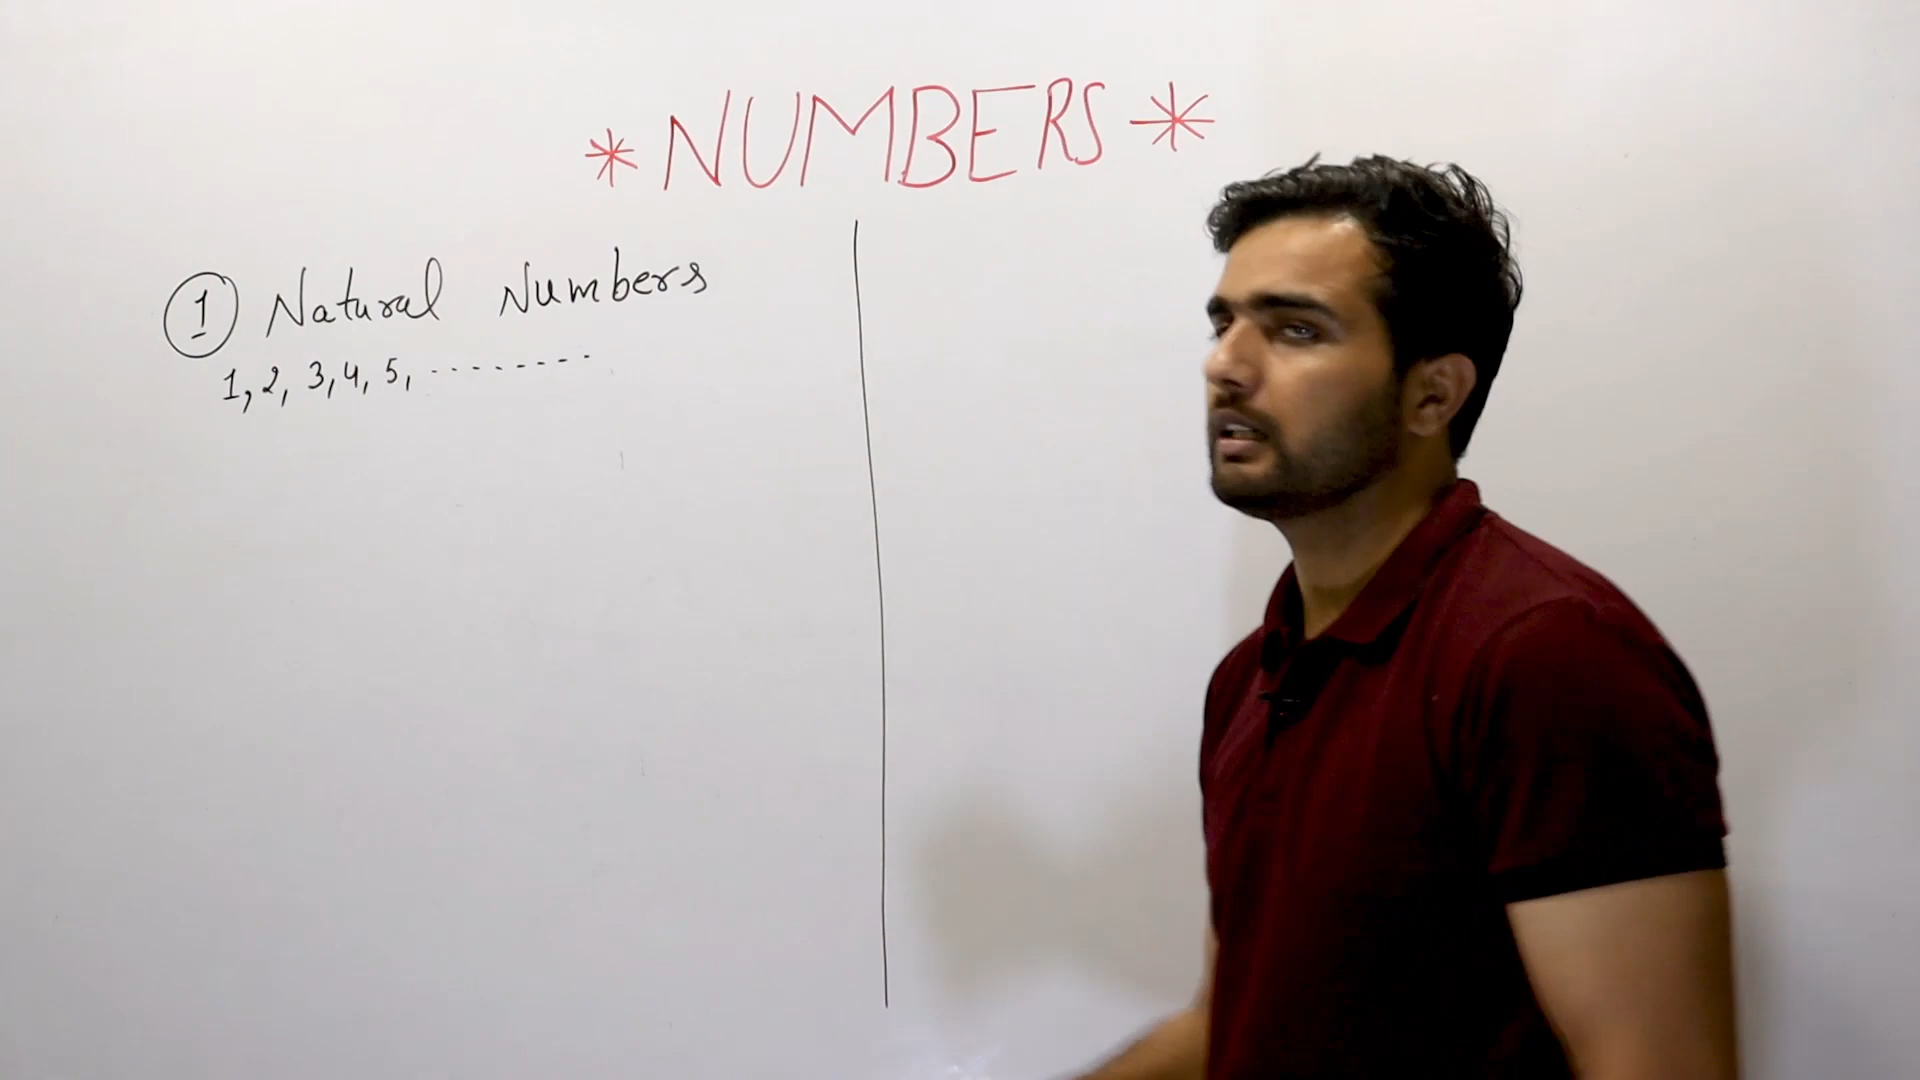 * NUMBERS *
1 Natural Numbers
1, 2, 3, 4, 5, ---------